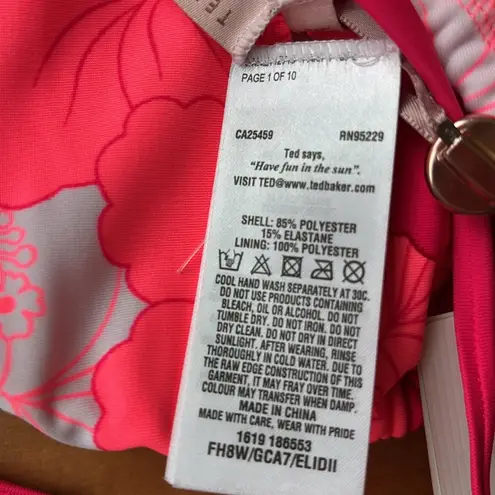 TE
PAGE 1 OF 10
CA25459 RN95229
Ted says,
"Have fun in the sun".
VISIT TED@www.tedbaker.com
SHELL: 85% POLYESTER
15% ELASTANE
LINING: 100% POLYESTER
COOL HAND WASH SEPARATELY AT 30C.
DO NOT USE PRODUCTS CONTAINING
BLEACH, OIL OR ALCOHOL. DO NOT
TUMBLE DRY. DO NOT IRON. DO NOT
DRY CLEAN. DO NOT DRY IN DIRECT
SUNLIGHT. AFTER WEARING, RINSE
THOROUGHLY IN COLD WATER. DUE TO
THE RAW EDGE CONSTRUCTION OF THIS
GARMENT, IT MAY FRAY OVER TIME.
COLOUR MAY TRANSFER WHEN DAMP.
MADE IN CHINA
MADE WITH CARE, WEAR WITH PRIDE
1619 186553
FH8W/GCA7/ELIDII